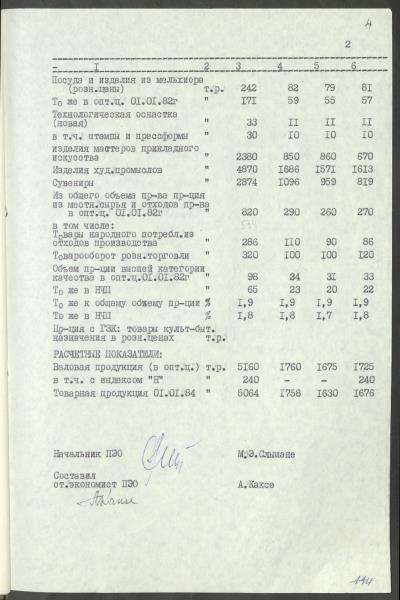 4
2
- I 2 3 4 5 6
Посуда и изделия из мельхиора
(розн.цены) т.р. 242 82 79 81
То же в опт.ц. 01.01.82г " 171 59 55 57
Технологическая оснастка
(новая) " 33 11 11 11
в т.ч. штампы и прессформы " 30 10 10 10
изделия мастеров прикладного
искусства " 2380 850 860 670
Изделия худ.промыслов " 4870 1686 1571 1613
Сувениры " 2874 1096 959 819
Из общего объема пр-ва пр-ция
из местн.сырья и отходов пр-ва
в опт.ц. 01.01.82г " 820 290 260 270
в том числе:
Товары народного потребл.из
отходов производства " 286 110 90 86
Товарооборот розн.торговли " 320 100 100 120
Объем пр-ции высшей категории
качества в опт.ц.01.01.82г " 98 24 31 33
То же в НЧП " 65 23 20 22
То же к общему объему пр-ции % 1,9 1,9 1,9 1,9
То же в НЧП % 1,8 1,8 1,7 1,8
Пр-ция с ГЗК: товары культ-быт.
назначения в розн.ценах т.р.
РАСЧЕТНЫЕ ПОКАЗАТЕЛИ:
Валовая продукция (в опт.ц.) т.р. 5160 1760 1675 1725
в т.ч. с индексом "Н" " 240 - - 240
Товарная продукция 01.01.84 " 5064 1758 1630 1676
Начальник ПЭО М.Э.Слымане
Составил
ст.экономист ПЭО А.Каксе